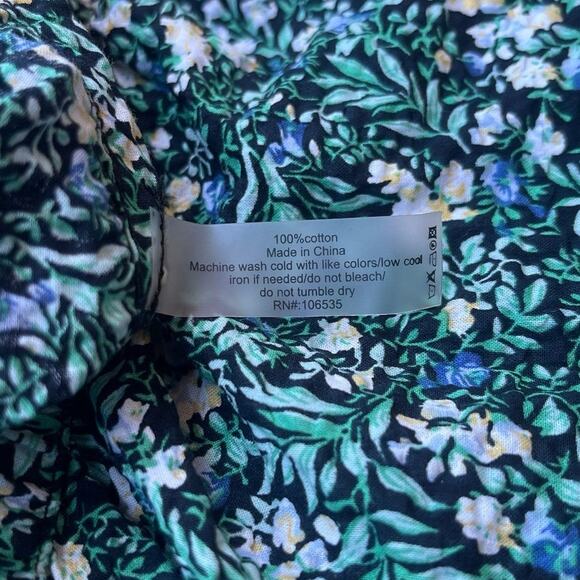 100%cotton
Made in China
Machine wash cold with like colors/low cool
iron if needed/do not bleach/
do not tumble dry
RN#:106535